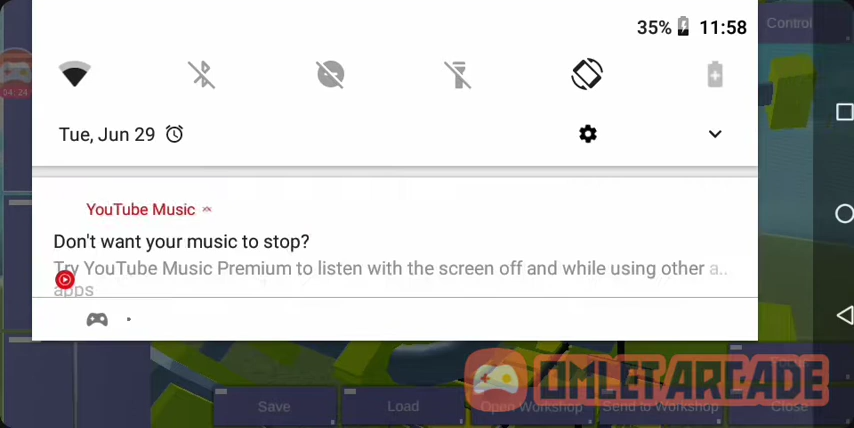 35% 11:58
Control
04:24
Tue, Jun 29
YouTube Music
Don't want your music to stop?
Try YouTube Music Premium to listen with the screen off and while using other a..
apps
OMLET ARCADE
Save
Load
Open Workshop
Send to Workshop
Close